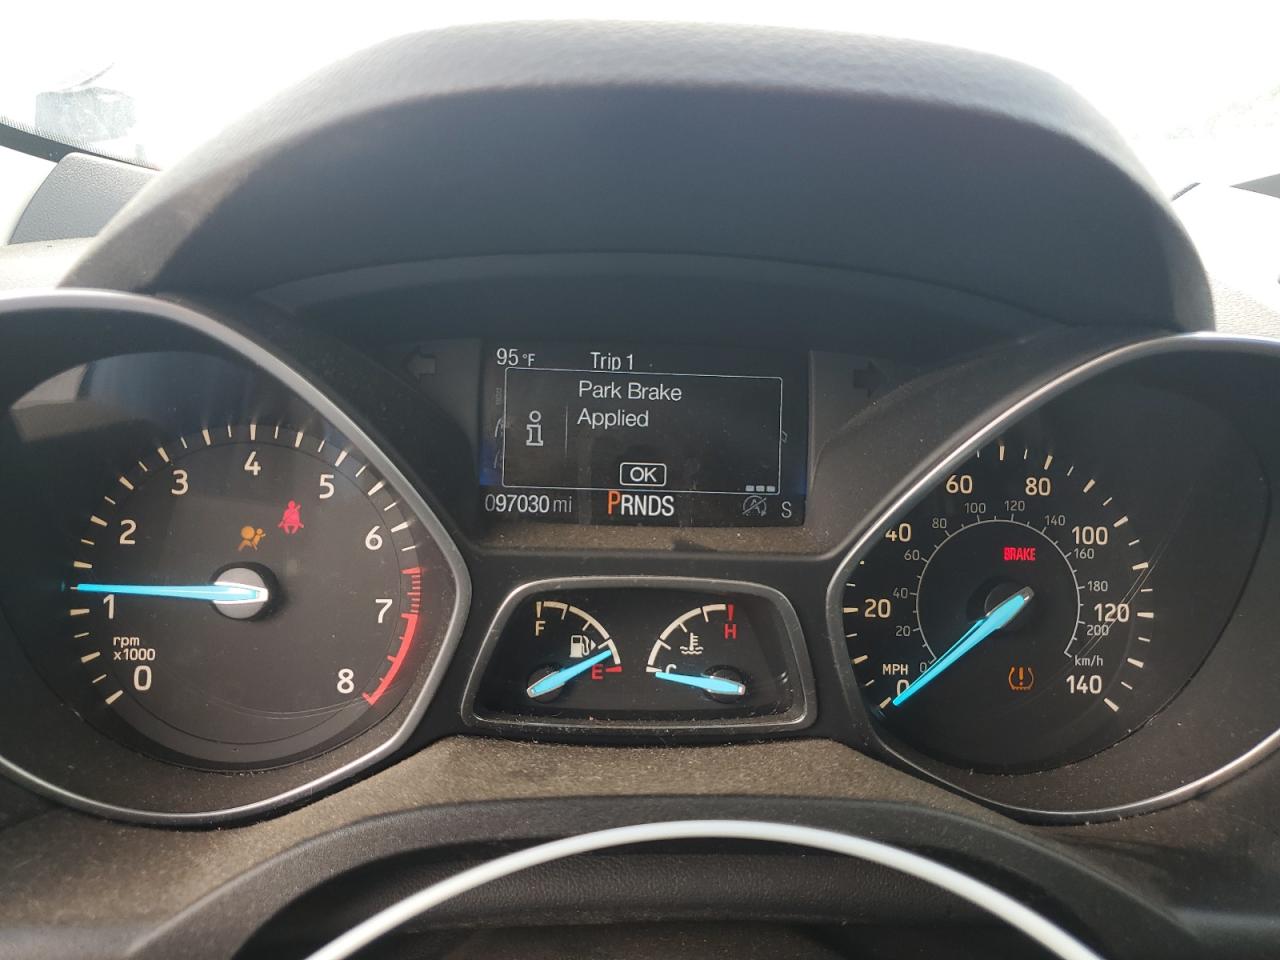 95 °F Trip 1
Park Brake
Applied
i
OK
097030 mi PRNDS S
0 1 2 3 4 5 6 7 8
rpm
x1000
F E
H C
0 20 40 60 80 100 120 140
MPH
0 20 40 60 80 100 120 140 160 180 200
km/h
BRAKE